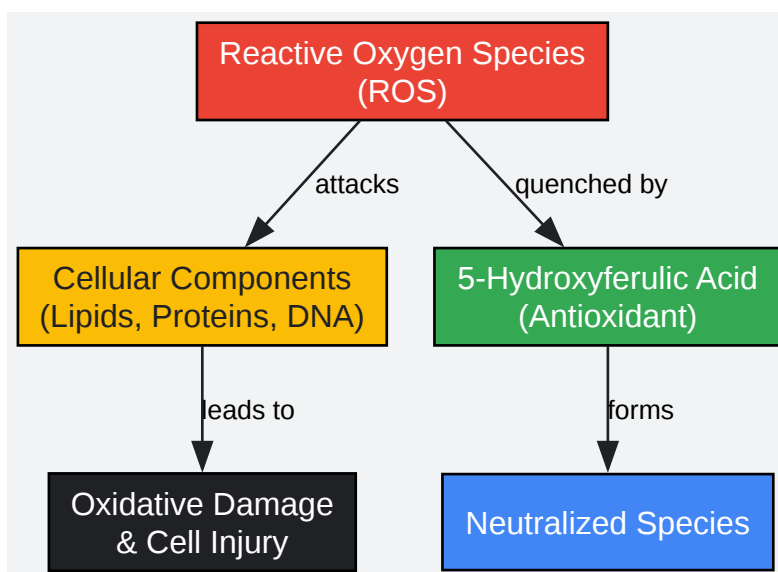 Reactive Oxygen Species
(ROS)
attacks
quenched by
Cellular Components
(Lipids, Proteins, DNA)
5-Hydroxyferulic Acid
(Antioxidant)
leads to
forms
Oxidative Damage
& Cell Injury
Neutralized Species